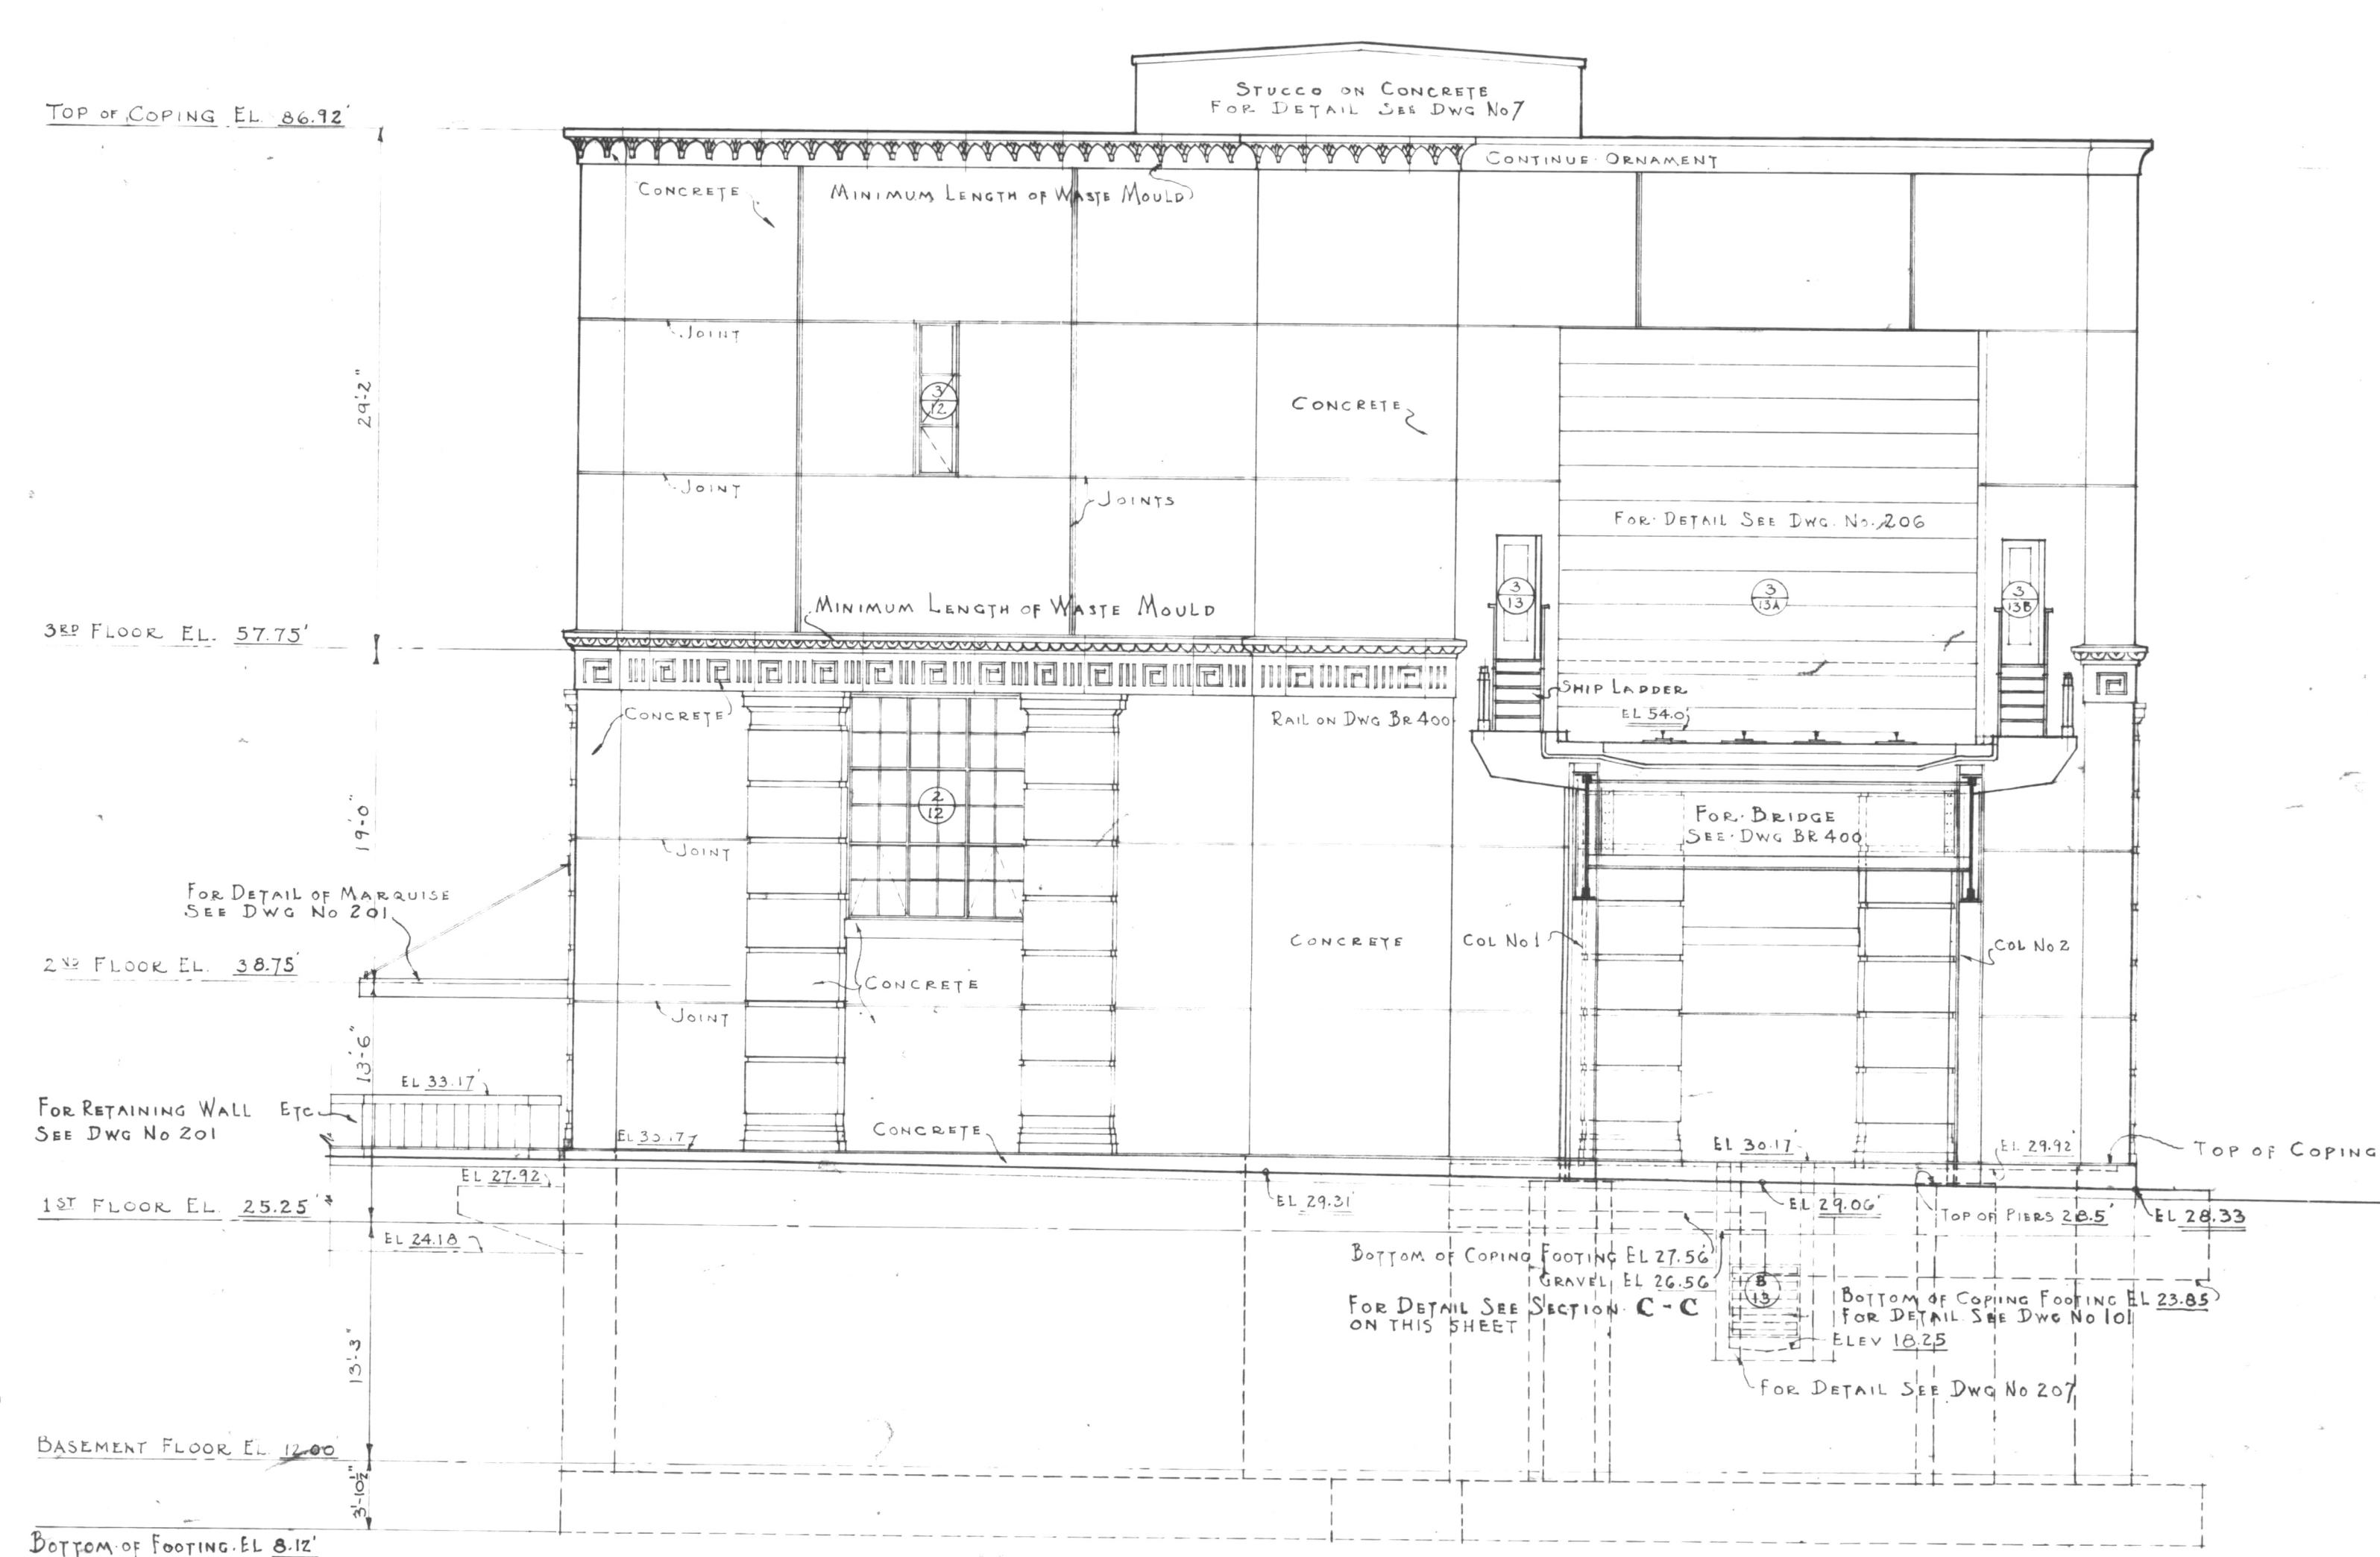 STUCCO ON CONCRETE
FOR DETAIL SEE DWG NO 7
TOP OF COPING EL. 86.92'
CONTINUE ORNAMENT
CONCRETE
MINIMUM LENGTH OF WASTE MOULD
JOINT
29'-2"
3
12
CONCRETE
JOINT
JOINTS
FOR DETAIL SEE DWG. NO. 206
3
13
3
13A
3
13B
MINIMUM LENGTH OF WASTE MOULD
3RD FLOOR EL. 57.75'
SHIP LADDER
EL 54.0'
CONCRETE
RAIL ON DWG BR 400
19'-0"
2
12
FOR BRIDGE
SEE DWG BR 400
JOINT
FOR DETAIL OF MARQUISE
SEE DWG NO 201
CONCRETE
COL NO 1
COL NO 2
2ND FLOOR EL. 38.75'
CONCRETE
JOINT
13'-6"
EL 33.17'
FOR RETAINING WALL ETC
SEE DWG NO 201
EL 30.17
CONCRETE
EL 30.17'
EL 29.92'
TOP OF COPING
EL 27.92
1ST FLOOR EL. 25.25'
EL 29.31'
EL 29.06'
TOP OF PIERS 28.5'
EL 28.33
EL 24.18
BOTTOM OF COPING FOOTING EL 27.56'
GRAVEL EL 26.56'
FOR DETAIL SEE SECTION C-C
ON THIS SHEET
B
13
BOTTOM OF COPIING FOOTING EL 23.85
FOR DETAIL SEE DWG NO 101
ELEV 18.25
13'-3"
FOR DETAIL SEE DWG NO 207
BASEMENT FLOOR EL. 12.00
3'-10½"
BOTTOM OF FOOTING. EL 8.12'